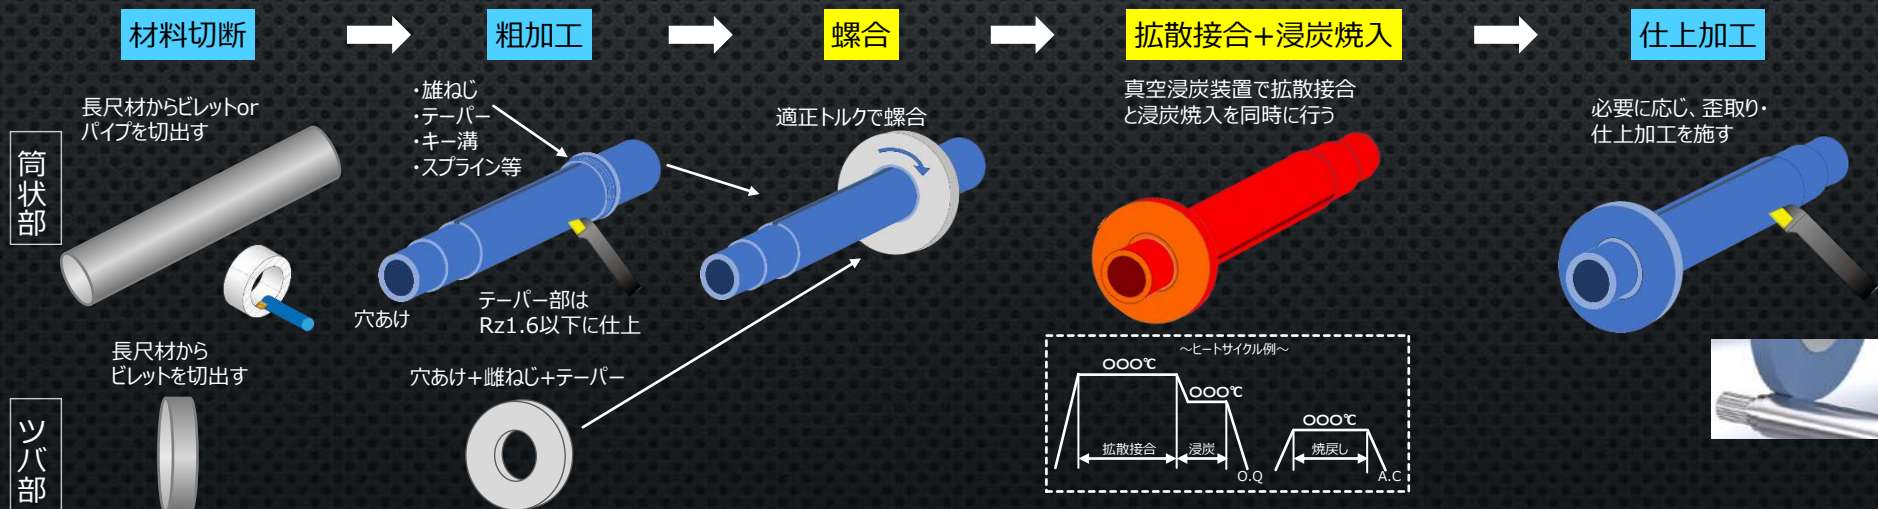 材料切断
粗加工
螺合
拡散接合+浸炭焼入
仕上加工
筒状部
長尺材からビレットor
パイプを切出す
・雄ねじ
・テーパー
・キー溝
・スプライン等
穴あけ
テーパー部は
Rz1.6以下に仕上
適正トルクで螺合
真空浸炭装置で拡散接合
と浸炭焼入を同時に行う
必要に応じ、歪取り・
仕上加工を施す
ツバ部
長尺材から
ビレットを切出す
穴あけ+雌ねじ+テーパー
～ヒートサイクル例～
○○○℃
○○○℃
○○○℃
拡散接合
浸炭
焼戻し
O.Q
A.C